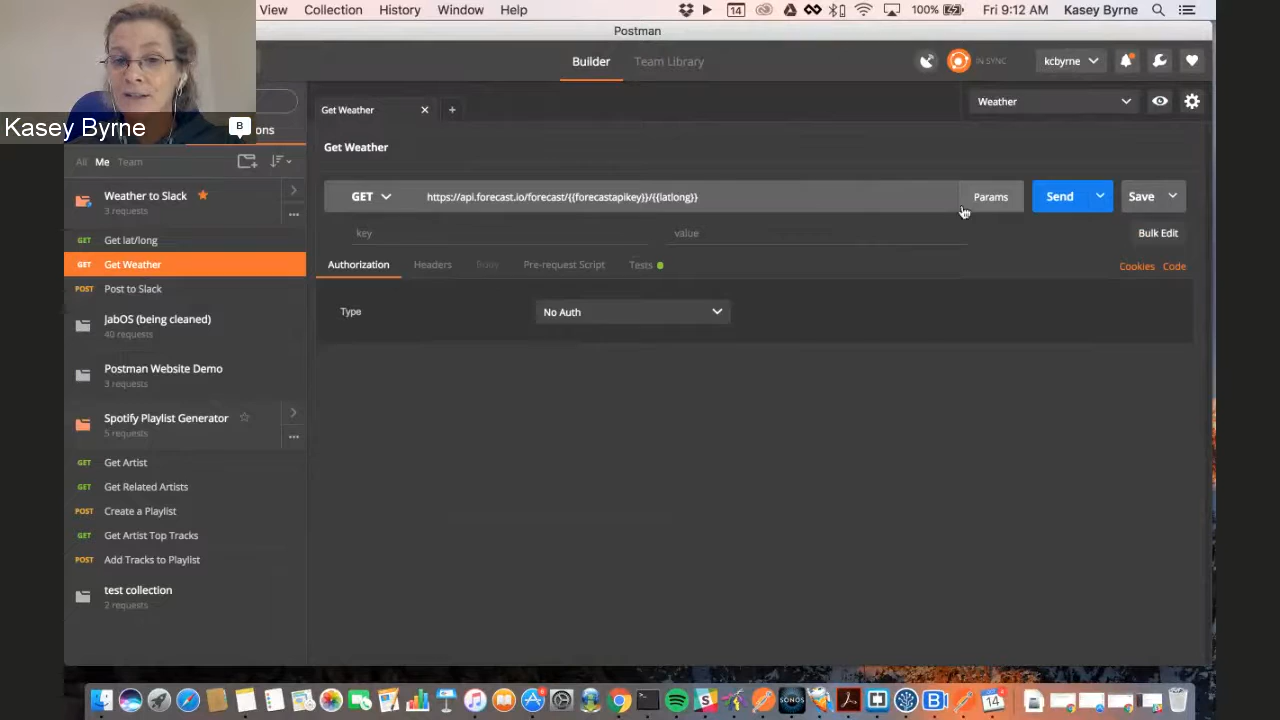 View Collection History Window Help
14 100% Fri 9:12 AM Kasey Byrne
Postman
Builder Team Library
IN SYNC kcbyrne
Get Weather
Weather
Kasey Byrne B
ons
All Me Team
Get Weather
Weather to Slack
3 requests
GET https://api.forecast.io/forecast/{{forecastapikey}}/{{latlong}} Params Send Save
key value Bulk Edit
GET Get lat/long
GET Get Weather
POST Post to Slack
Authorization Headers Body Pre-request Script Tests Cookies Code
Type No Auth
JabOS (being cleaned)
40 requests
Postman Website Demo
3 requests
Spotify Playlist Generator
5 requests
GET Get Artist
GET Get Related Artists
POST Create a Playlist
GET Get Artist Top Tracks
POST Add Tracks to Playlist
test collection
2 requests
SONOS
B
14